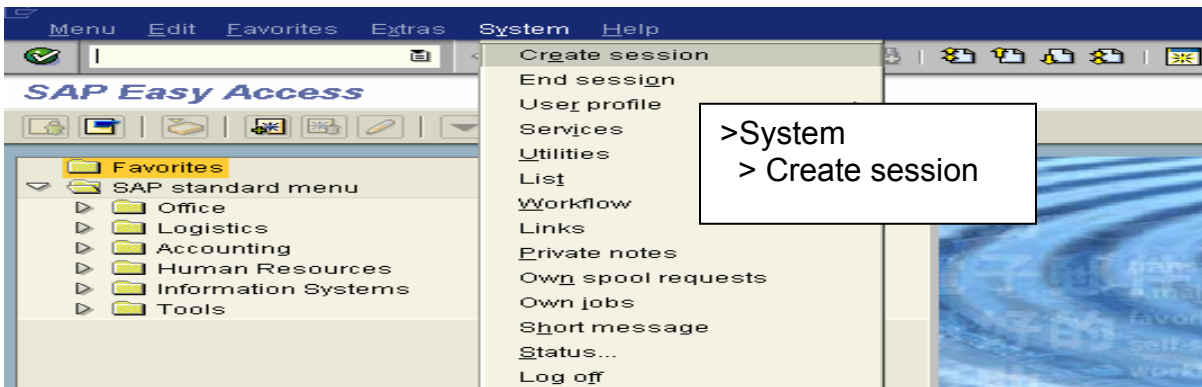 Menu Edit Favorites Extras System Help
SAP Easy Access
Favorites
SAP standard menu
Office
Logistics
Accounting
Human Resources
Information Systems
Tools
Create session
End session
User profile
Services
Utilities
List
Workflow
Links
Private notes
Own spool requests
Own jobs
Short message
Status...
Log off
>System
> Create session